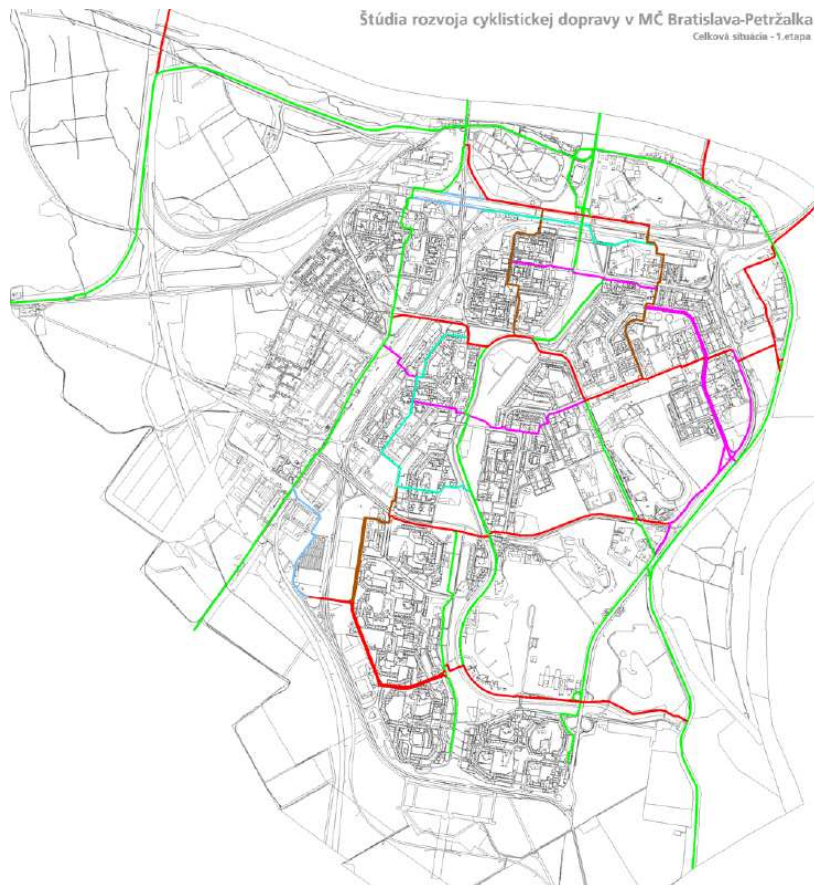 Štúdia rozvoja cyklistickej dopravy v MČ Bratislava-Petržalka
Celková situácia - 1.etapa